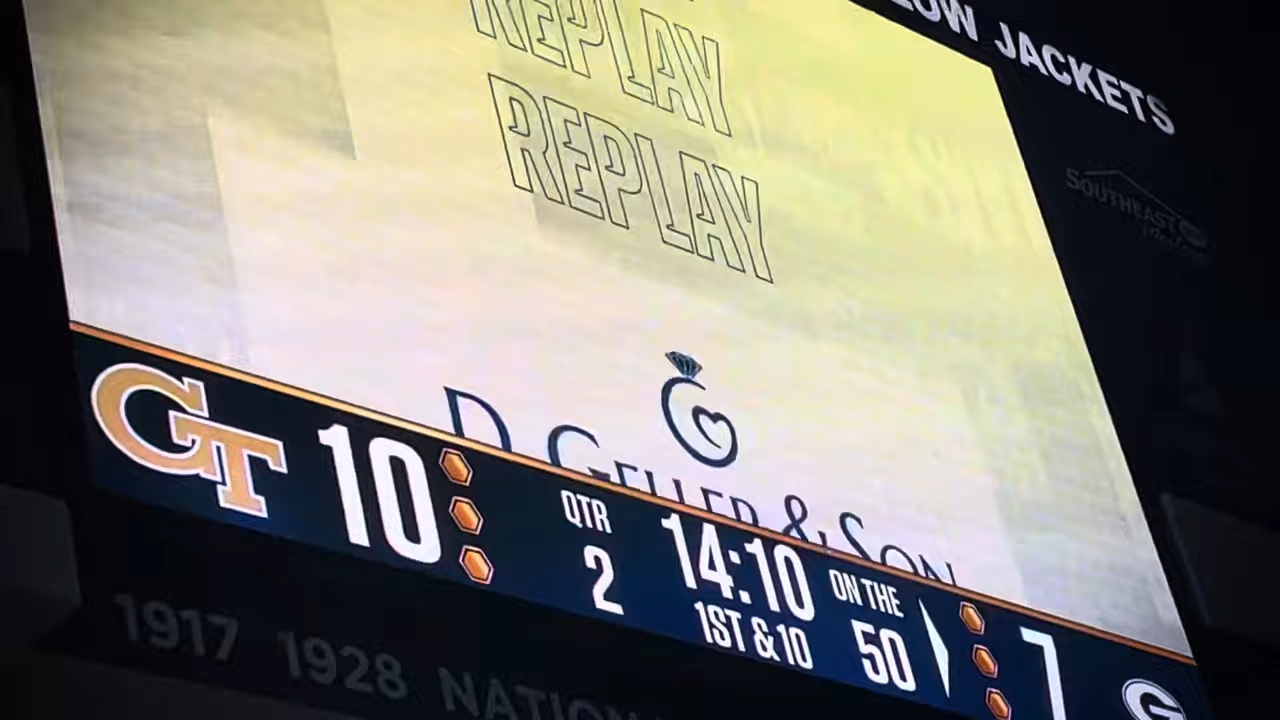 LOW JACKETS
REPLAY
REPLAY
SOUTHEAST
D. GELLER & SON
GT 10
QTR
2
14:10
1ST & 10
ON THE
50
7 G
1917 1928 NATION